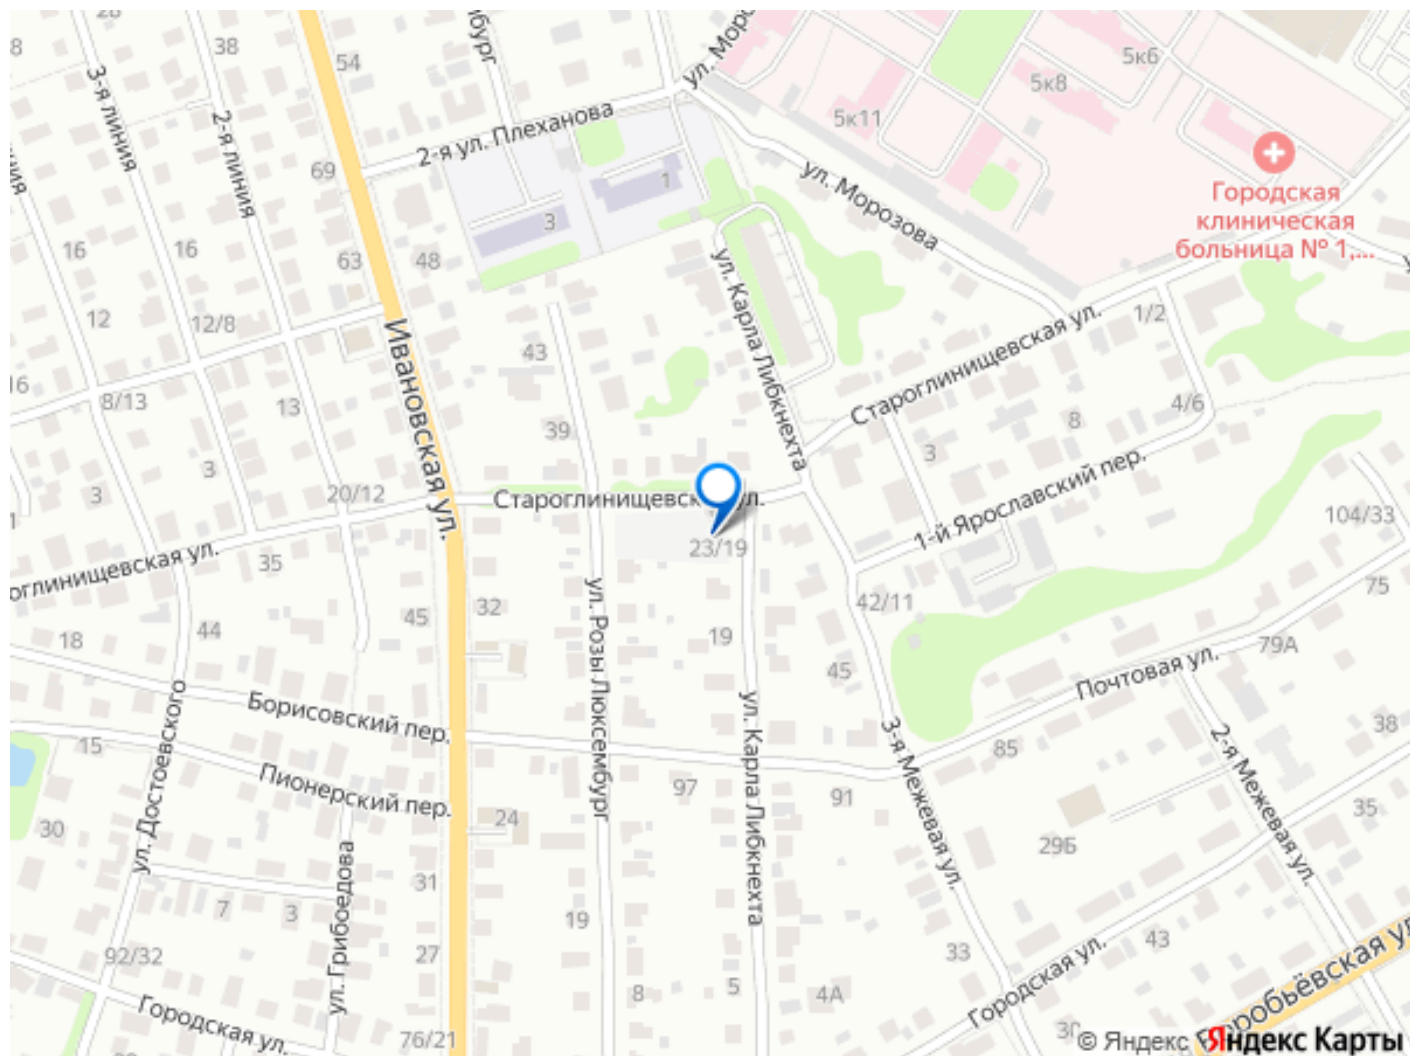 28
38
54
69
63
48
16
16
12
12/8
8/13
16
13
3
3
20/12
35
1
18
44
45
32
15
30
7
3
92/32
24
31
27
76/21
19
8
5
4А
97
91
19
23/19
43
39
3
1
5к11
5к8
5к6
1/2
4/6
8
3
42/11
45
104/33
75
79А
38
35
85
29Б
43
33
30
3-я линия
2-я линия
Ивановская ул.
2-я ул. Плеханова
ул. Морозова
ул. Карла Либкнехта
Городская
клиническая
больница № 1,...
Староглинищевская ул.
1-й Ярославский пер.
Староглинищевская ул.
ул. Розы Люксембург
ул. Карла Либкнехта
3-я Межевая ул.
2-я Межевая ул.
Почтовая ул.
Борисовский пер.
Пионерский пер.
ул. Достоевского
ул. Грибоедова
Городская ул.
Городская ул.
© Яндекс Яндекс Карты